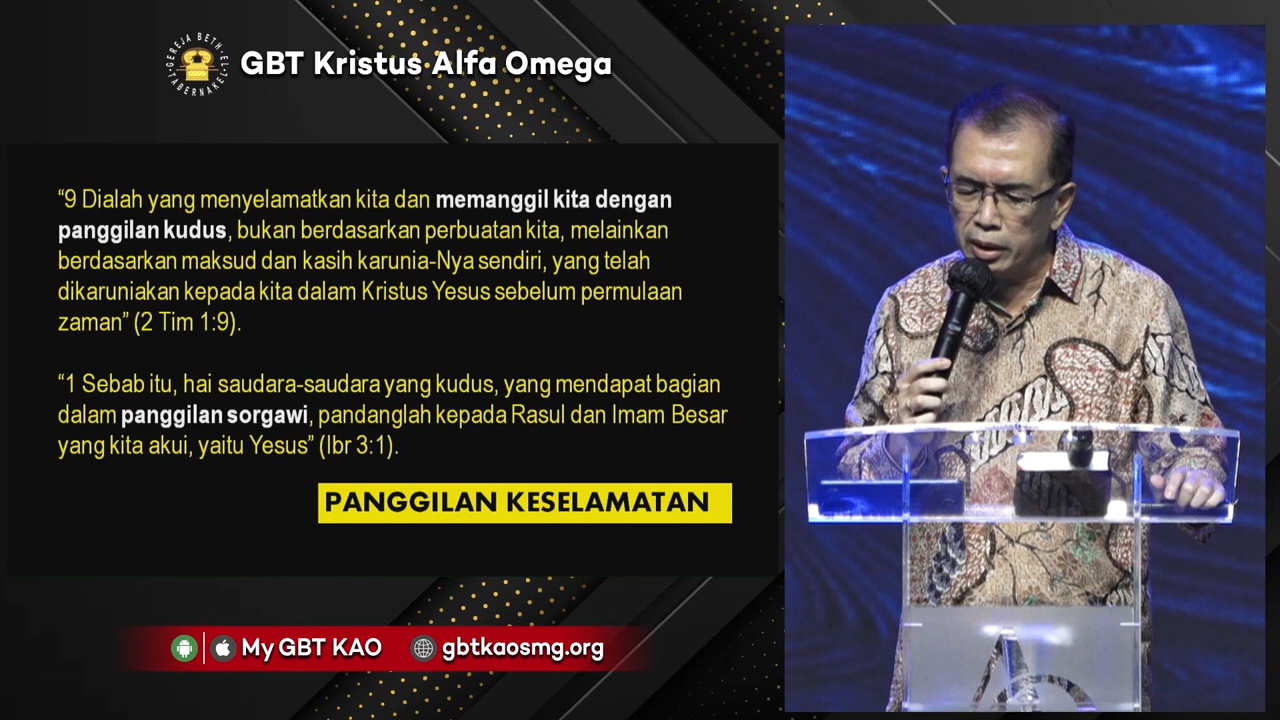 GEREJA BETH-EL TABERNAKEL
GBT Kristus Alfa Omega
“9 Dialah yang menyelamatkan kita dan memanggil kita dengan
panggilan kudus, bukan berdasarkan perbuatan kita, melainkan
berdasarkan maksud dan kasih karunia-Nya sendiri, yang telah
dikaruniakan kepada kita dalam Kristus Yesus sebelum permulaan
zaman” (2 Tim 1:9).
“1 Sebab itu, hai saudara-saudara yang kudus, yang mendapat bagian
dalam panggilan sorgawi, pandanglah kepada Rasul dan Imam Besar
yang kita akui, yaitu Yesus” (Ibr 3:1).
PANGGILAN KESELAMATAN
My GBT KAO
gbtkaosmg.org